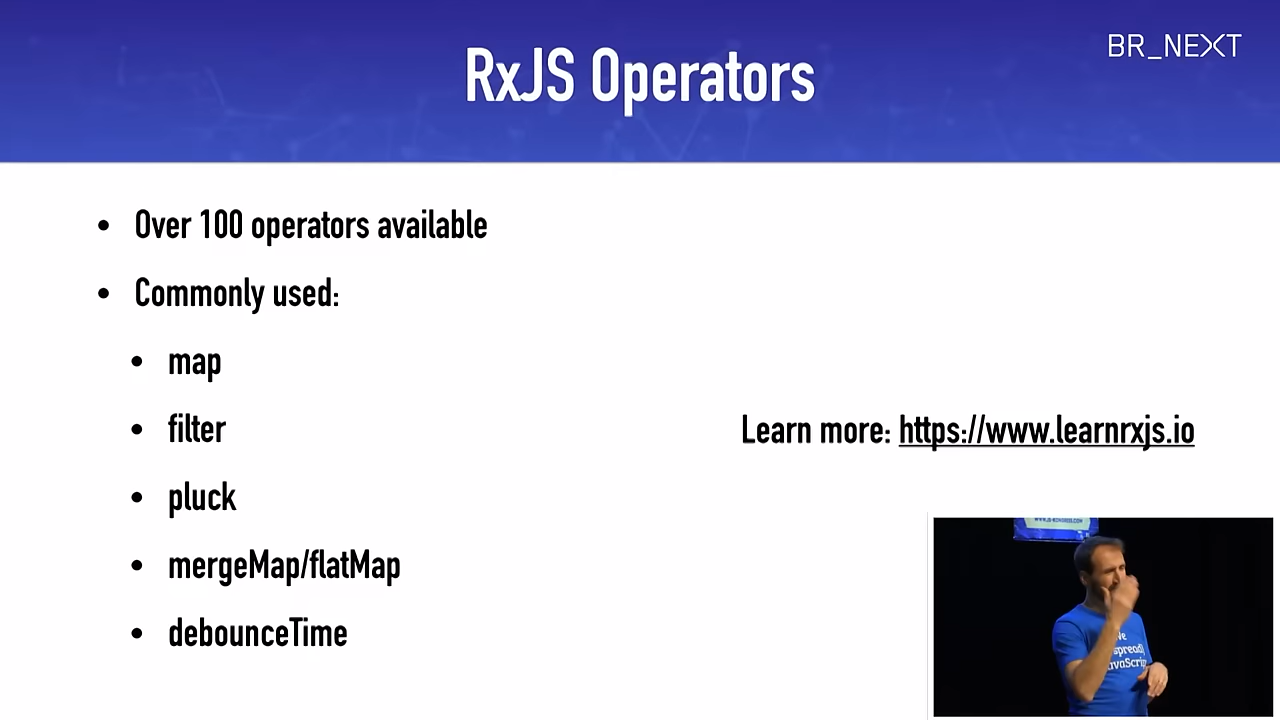 BR_NEXT
RxJS Operators
• Over 100 operators available
• Commonly used:
• map
• filter
• pluck
• mergeMap/flatMap
• debounceTime
Learn more: https://www.learnrxjs.io
spread